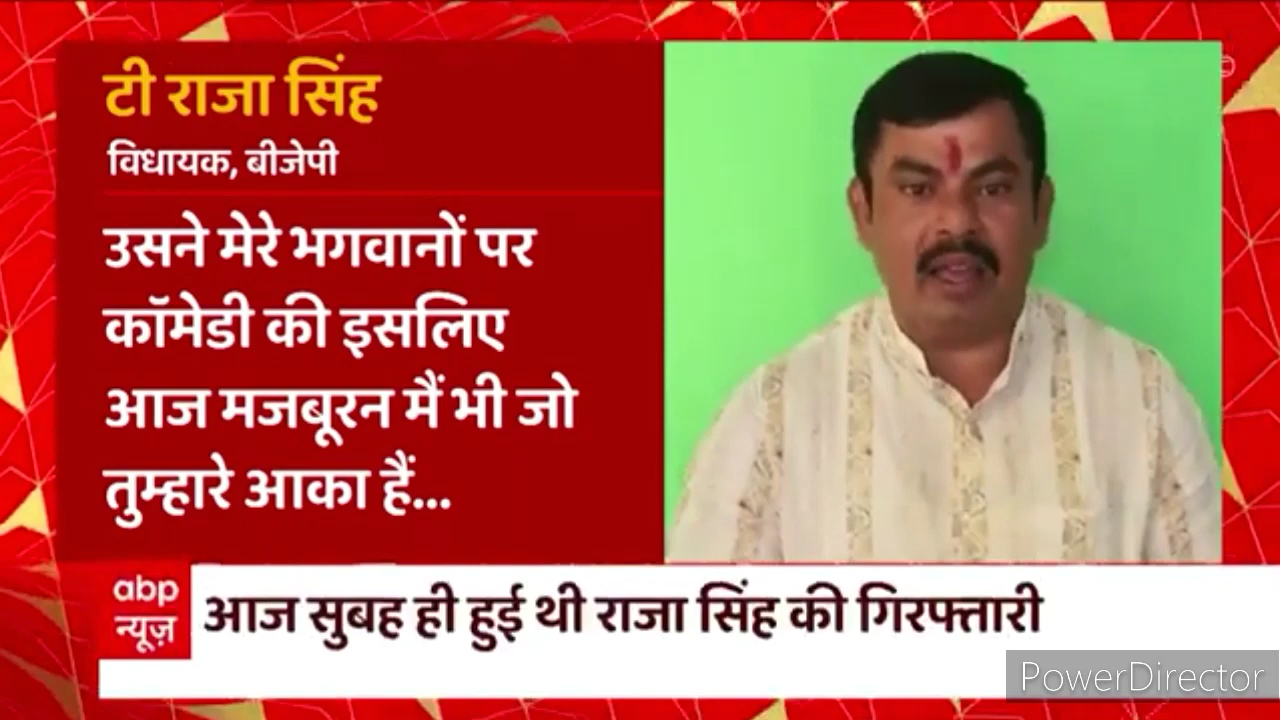 टी राजा सिंह
विधायक, बीजेपी
उसने मेरे भगवानों पर
कॉमेडी की इसलिए
आज मजबूरन मैं भी जो
तुम्हारे आका हैं...
abp
न्यूज़
आज सुबह ही हुई थी राजा सिंह की गिरफ्तारी
PowerDirector